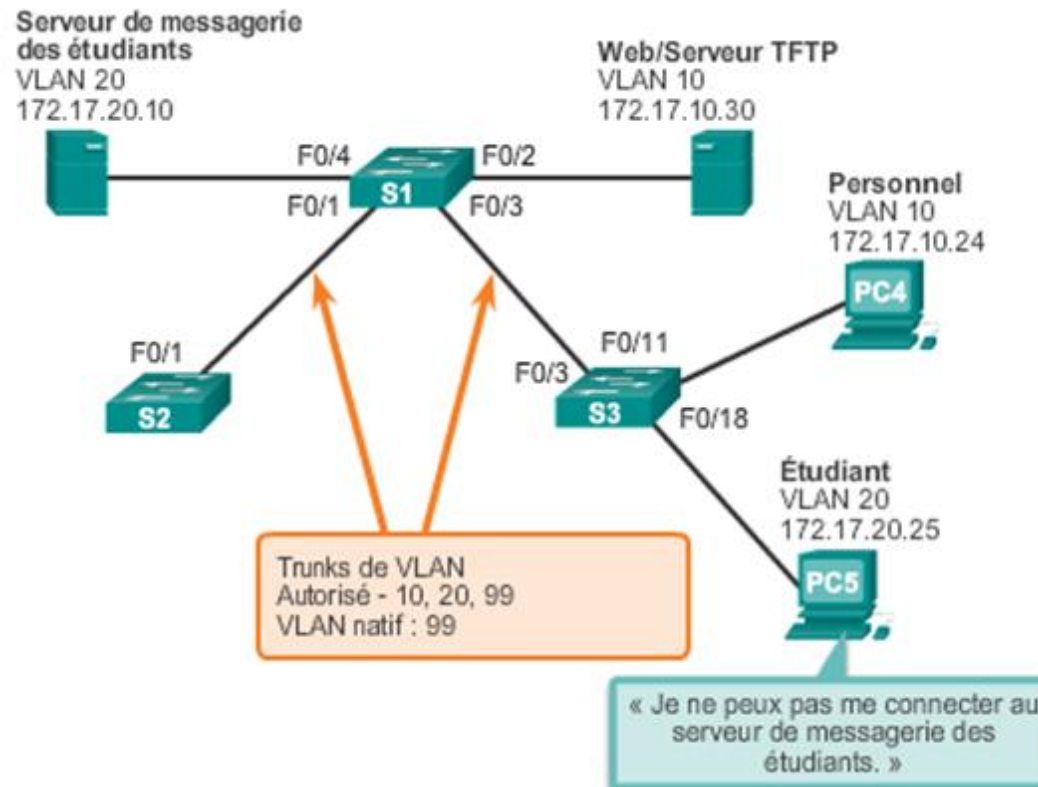 Serveur de messagerie
des étudiants
VLAN 20
172.17.20.10
Web/Serveur TFTP
VLAN 10
172.17.10.30
F0/4
F0/2
S1
F0/1
F0/3
Personnel
VLAN 10
172.17.10.24
PC4
F0/1
S2
F0/11
F0/3
S3
F0/18
Étudiant
VLAN 20
172.17.20.25
PC5
Trunks de VLAN
Autorisé - 10, 20, 99
VLAN natif : 99
« Je ne peux pas me connecter au
serveur de messagerie des
étudiants. »